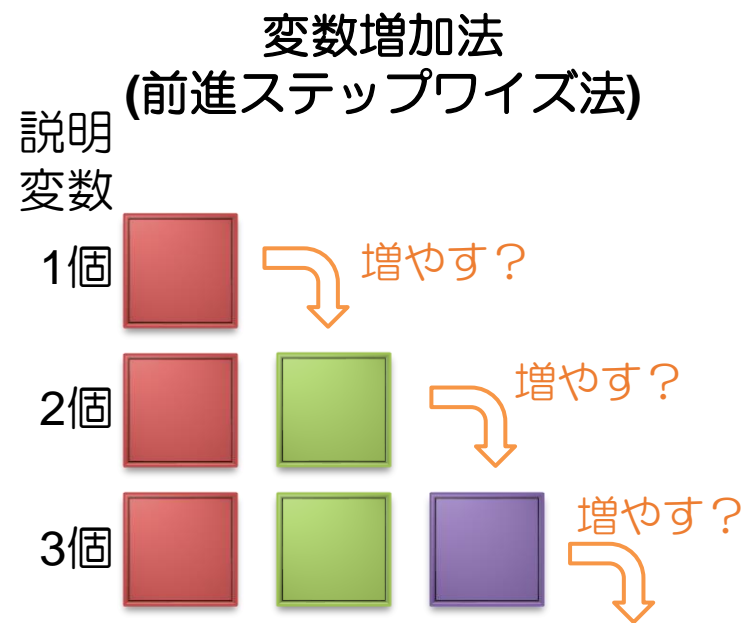 変数増加法
(前進ステップワイズ法)
説明
変数
1個
増やす？
2個
増やす？
3個
増やす？